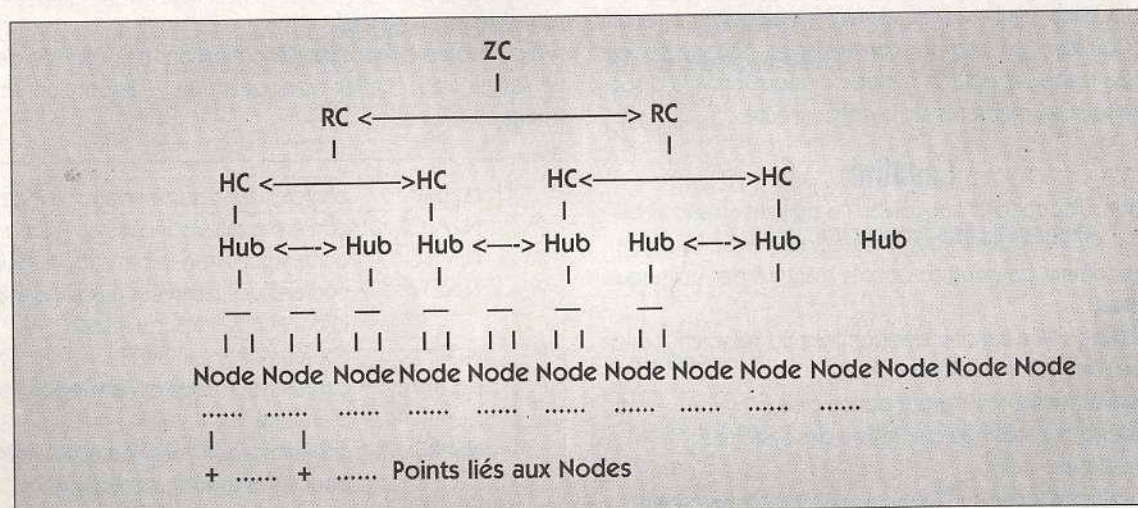 ZC
|
RC <————————> RC
| |
HC <————>HC HC<————>HC
| | | |
Hub <—-> Hub Hub <—-> Hub Hub <—-> Hub Hub
| | | | | |
— — — — — — —
| | | | | | | | | | | | | |
Node Node Node Node Node Node Node Node Node Node Node Node Node
...... ...... ...... ...... ...... ...... ...... ...... ...... ......
| |
+ ...... + ...... Points liés aux Nodes